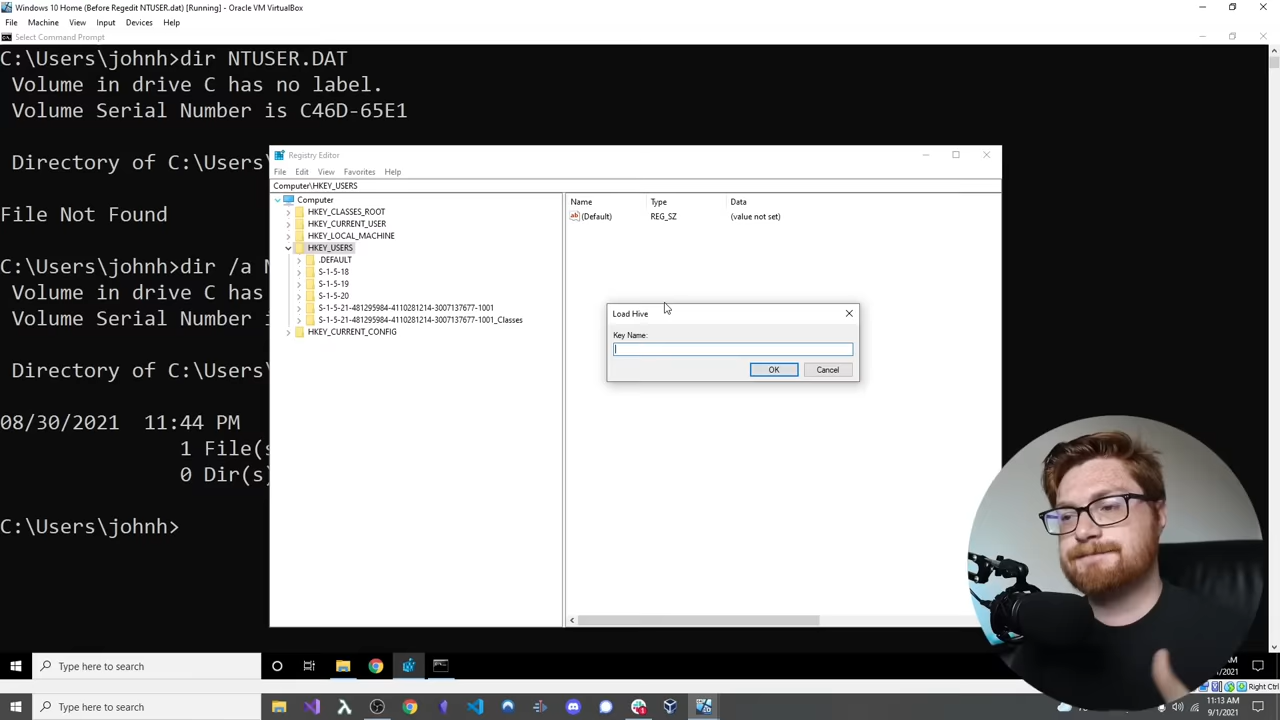 Windows 10 Home (Before Regedit NTUSER.dat) [Running] - Oracle VM VirtualBox
File Machine View Input Devices Help
Select Command Prompt
C:\Users\johnh>dir NTUSER.DAT
Volume in drive C has no label.
Volume Serial Number is C46D-65E1
Directory of C:\Users
File Not Found
C:\Users\johnh>dir /a N
Volume in drive C has
Volume Serial Number
Directory of C:\Users
08/30/2021 11:44 PM
1 File(s
0 Dir(s)
C:\Users\johnh>
Registry Editor
File Edit View Favorites Help
Computer\HKEY_USERS
Computer
HKEY_CLASSES_ROOT
HKEY_CURRENT_USER
HKEY_LOCAL_MACHINE
HKEY_USERS
.DEFAULT
S-1-5-18
S-1-5-19
S-1-5-20
S-1-5-21-481295984-4110281214-3007137677-1001
S-1-5-21-481295984-4110281214-3007137677-1001_Classes
HKEY_CURRENT_CONFIG
Name Type Data
(Default) REG_SZ (value not set)
Load Hive
Key Name:
OK Cancel
Type here to search
Right Ctrl
Type here to search
11:13 AM
9/1/2021